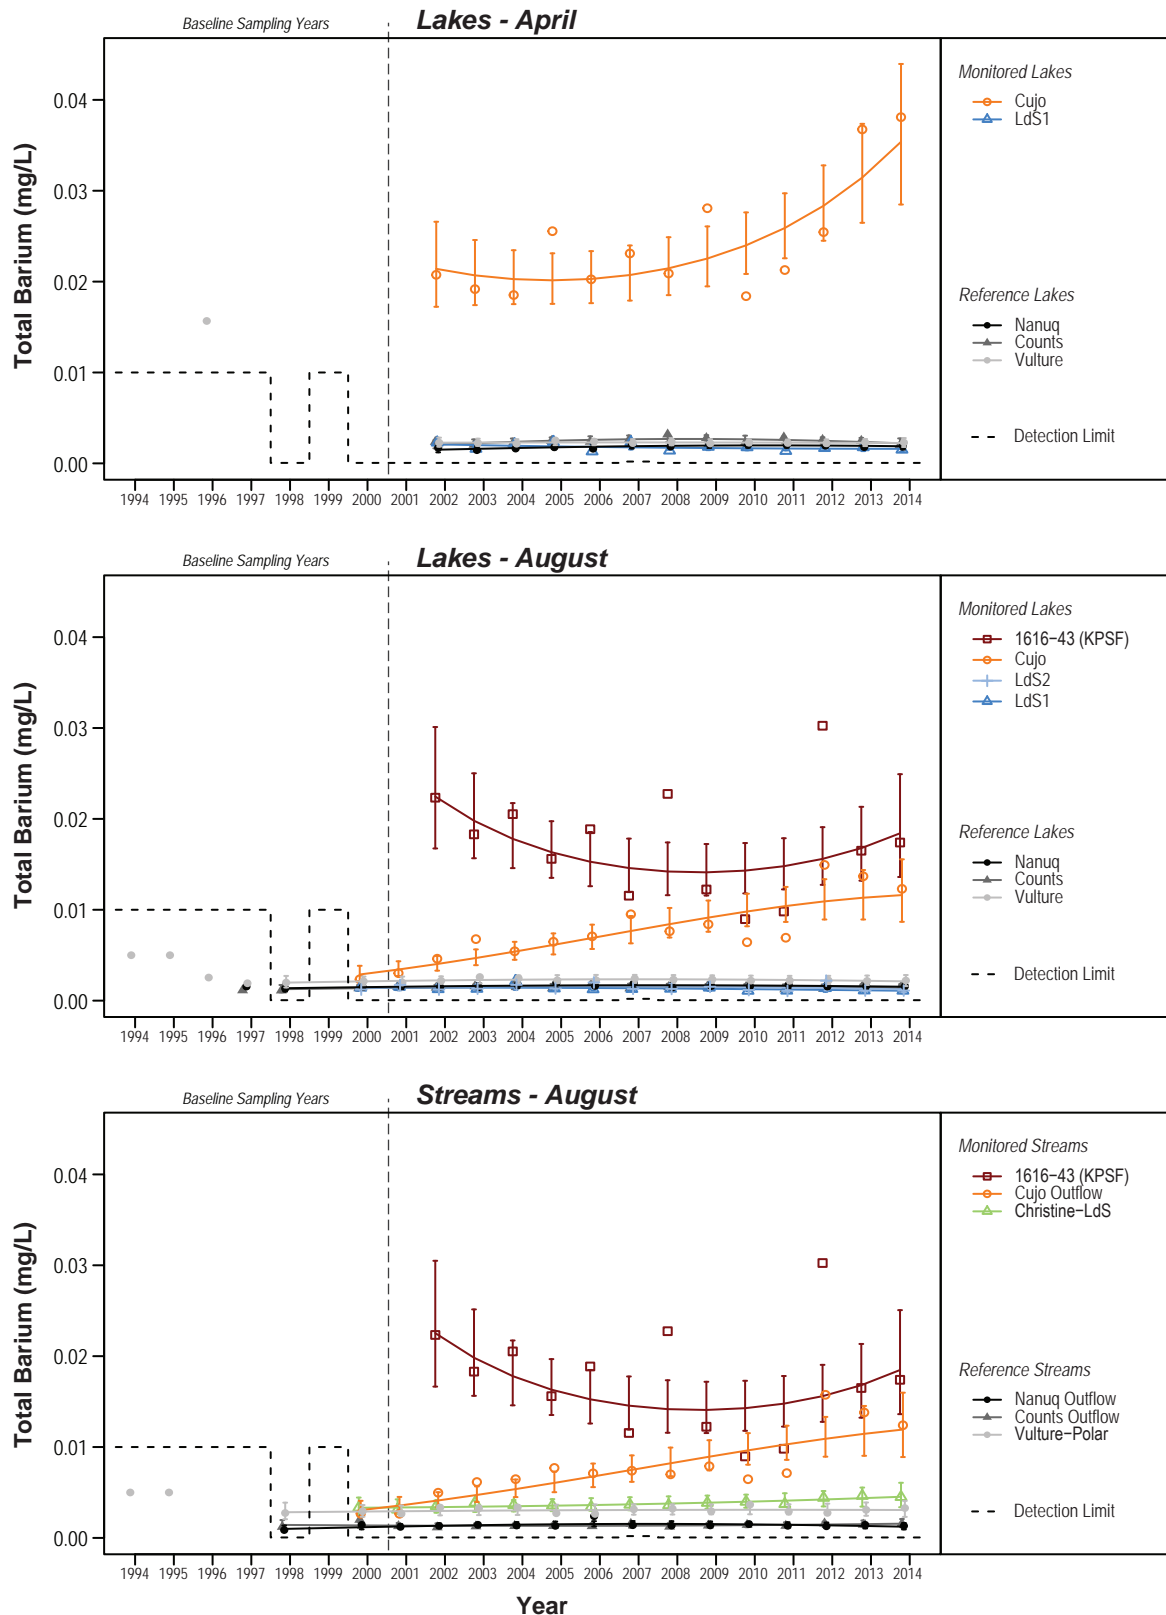 Baseline Sampling Years
Lakes - April
Total Barium (mg/L)
0.04
0.03
0.02
0.01
0.00
1994 1995 1996 1997 1998 1999 2000 2001 2002 2003 2004 2005 2006 2007 2008 2009 2010 2011 2012 2013 2014
Monitored Lakes
Cujo
LdS1
Reference Lakes
Nanuq
Counts
Vulture
Detection Limit
Baseline Sampling Years
Lakes - August
Total Barium (mg/L)
0.04
0.03
0.02
0.01
0.00
1994 1995 1996 1997 1998 1999 2000 2001 2002 2003 2004 2005 2006 2007 2008 2009 2010 2011 2012 2013 2014
Monitored Lakes
1616−43 (KPSF)
Cujo
LdS2
LdS1
Reference Lakes
Nanuq
Counts
Vulture
Detection Limit
Baseline Sampling Years
Streams - August
Total Barium (mg/L)
0.04
0.03
0.02
0.01
0.00
1994 1995 1996 1997 1998 1999 2000 2001 2002 2003 2004 2005 2006 2007 2008 2009 2010 2011 2012 2013 2014
Year
Monitored Streams
1616−43 (KPSF)
Cujo Outflow
Christine−LdS
Reference Streams
Nanuq Outflow
Counts Outflow
Vulture−Polar
Detection Limit